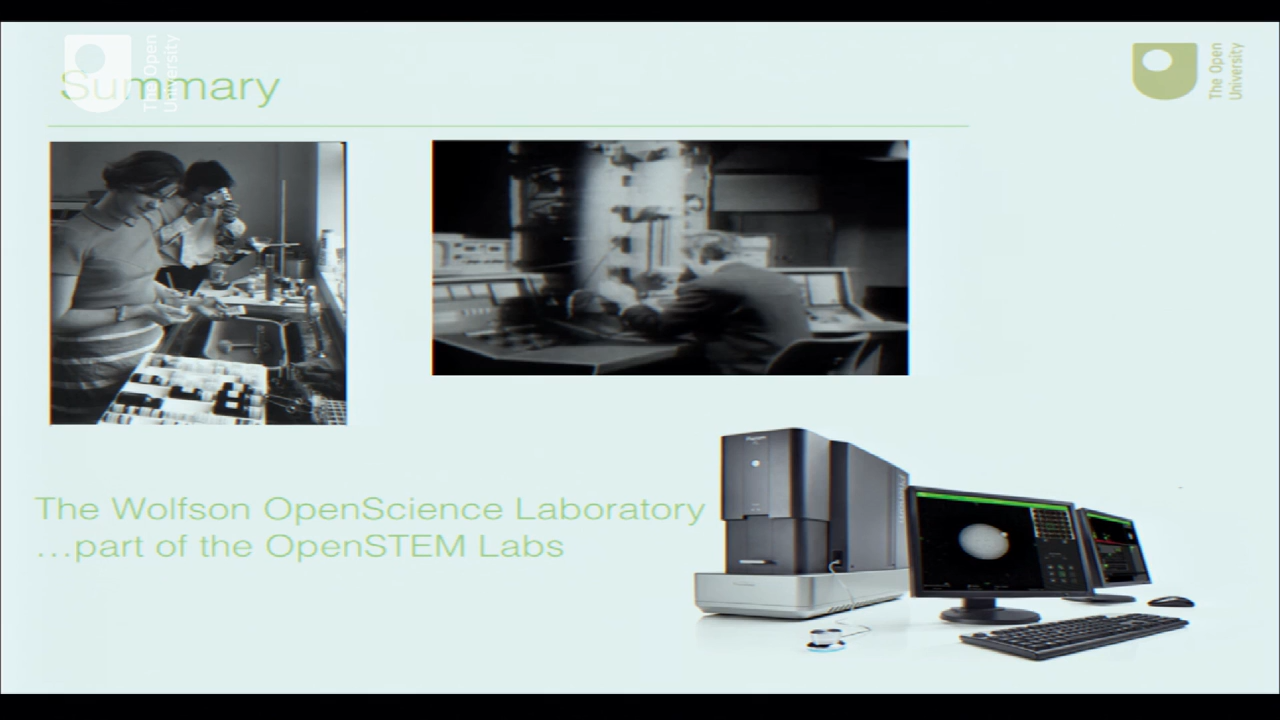 The Open
University
Summary
The Open
University
The Wolfson OpenScience Laboratory
...part of the OpenSTEM Labs